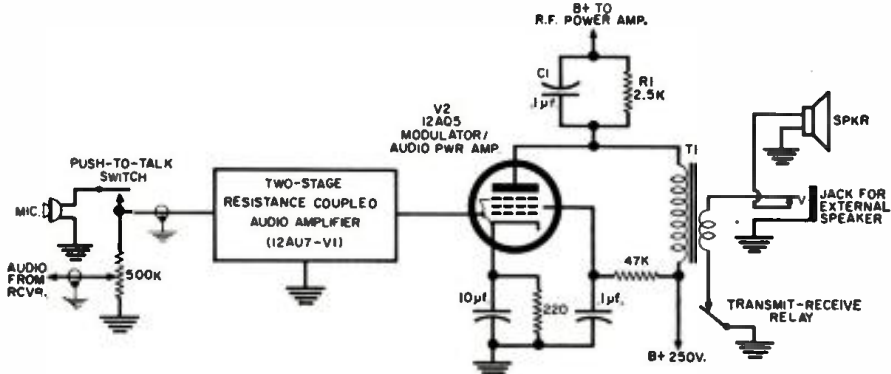 B+ TO
R.F. POWER AMP.
C1
.1µf
R1
2.5K
V2
12AQ5
MODULATOR/
AUDIO PWR AMP.
T1
SPKR
PUSH-TO-TALK
SWITCH
MIC.
TWO-STAGE
RESISTANCE COUPLED
AUDIO AMPLIFIER
(12AU7-V1)
JACK FOR
EXTERNAL
SPEAKER
AUDIO
FROM
RCVR.
500K
47K
10µf
220
.1µf
TRANSMIT-RECEIVE
RELAY
B+ 250V.